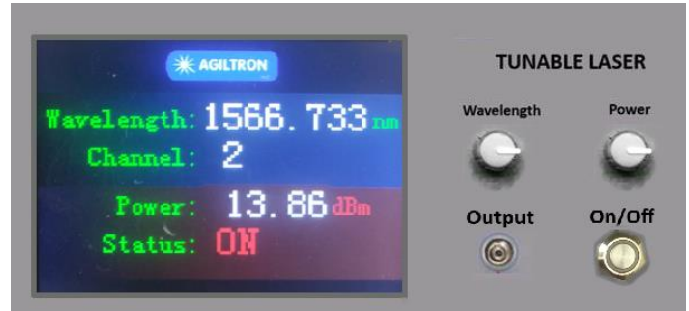 AGILTRON
Wavelength: 1566.733 nm
Channel: 2
Power: 13.86 dBm
Status: ON
TUNABLE LASER
Wavelength Power
Output On/Off